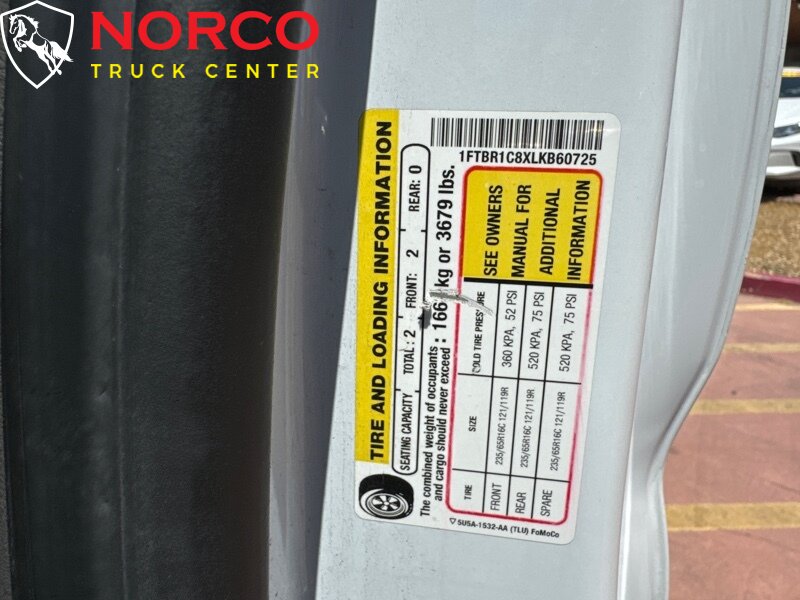 NORCO
TRUCK CENTER
1FTBR1C8XLKB60725
TIRE AND LOADING INFORMATION
SEATING CAPACITY TOTAL: 2 FRONT: 2 REAR: 0
The combined weight of occupants
and cargo should never exceed : kg or 3679 lbs.
TIRE SIZE COLD TIRE PRESSURE
FRONT 235/65R16C 121/119R 360 KPA, 52 PSI
REAR 235/65R16C 121/119R 520 KPA, 75 PSI
SPARE 235/65R16C 121/119R 520 KPA, 75 PSI
SEE OWNERS
MANUAL FOR
ADDITIONAL
INFORMATION
5U5A-1532-AA (TLU) FoMoCo